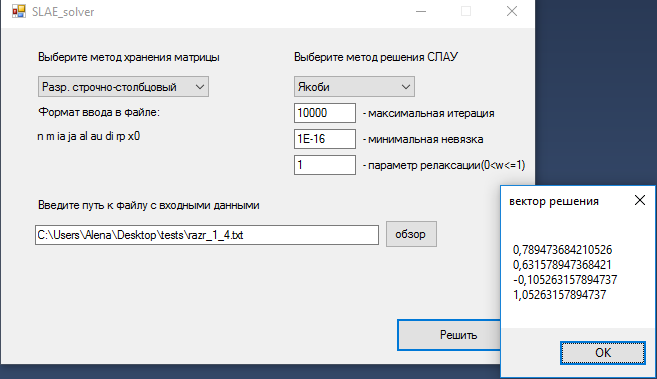 SLAE_solver
Выберите метод хранения матрицы
Разр. строчно-столбцовый
Формат ввода в файле:
n m ia ja al au di rp x0
Выберите метод решения СЛАУ
Якоби
10000 - максимальная итерация
1E-16 - минимальная невязка
1 - параметр релаксации(0<w<=1)
Введите путь к файлу с входными данными
C:\Users\Alena\Desktop\tests\razr_1_4.txt обзор
Решить
вектор решения
0,789473684210526
0,631578947368421
-0,105263157894737
1,05263157894737
OK